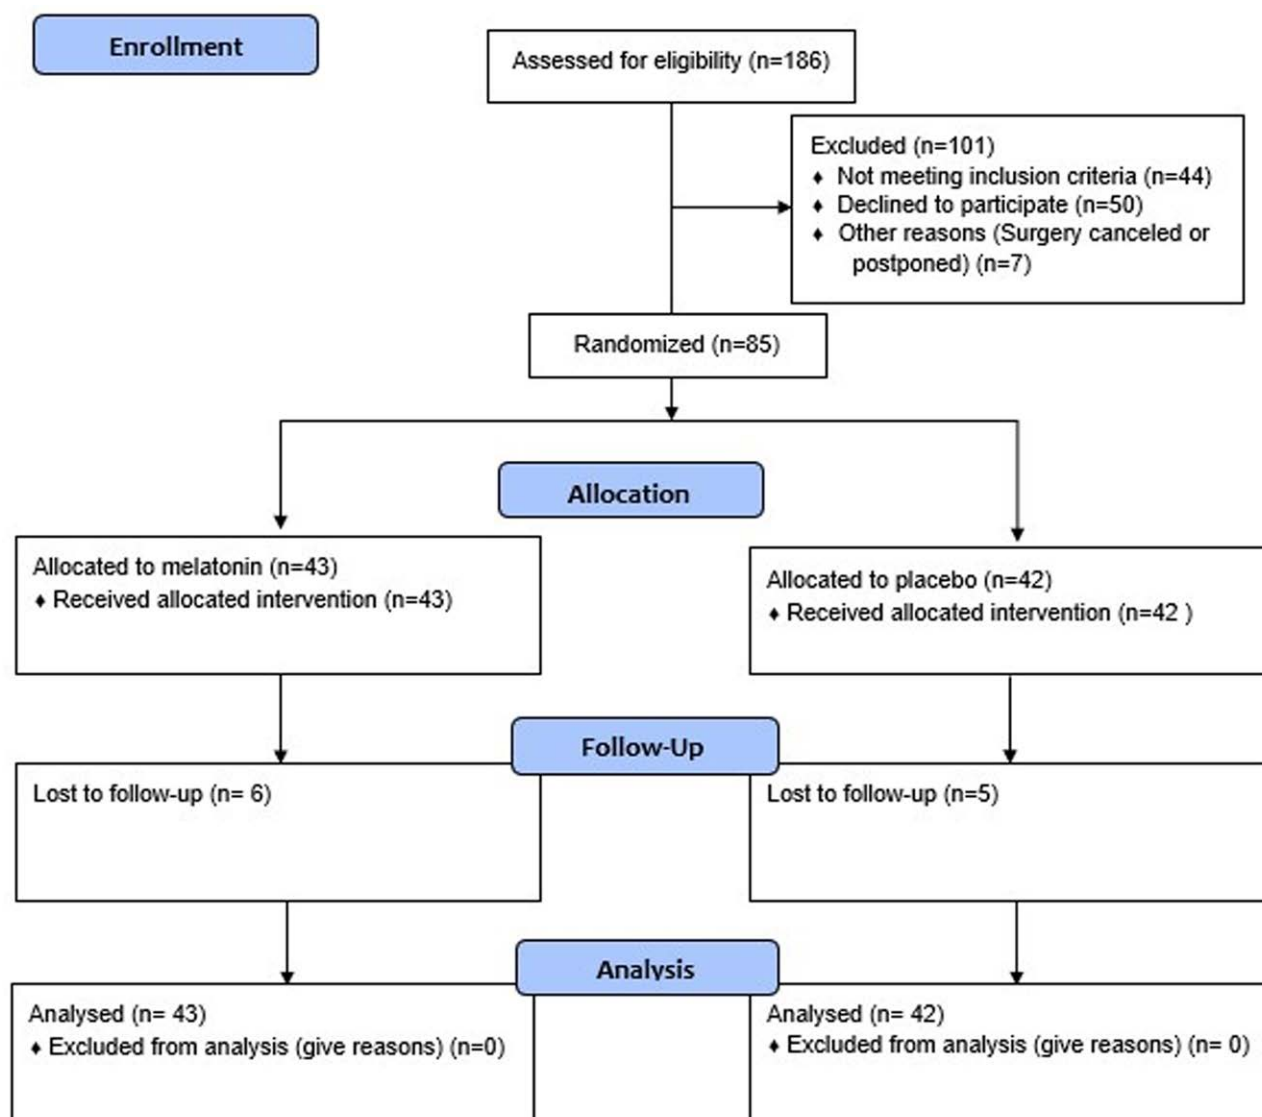 Enrollment
Assessed for eligibility (n=186)
Excluded (n=101)
♦ Not meeting inclusion criteria (n=44)
♦ Declined to participate (n=50)
♦ Other reasons (Surgery canceled or
postponed) (n=7)
Randomized (n=85)
Allocation
Allocated to melatonin (n=43)
♦ Received allocated intervention (n=43)
Allocated to placebo (n=42)
♦ Received allocated intervention (n=42 )
Follow-Up
Lost to follow-up (n= 6)
Lost to follow-up (n=5)
Analysis
Analysed (n= 43)
♦ Excluded from analysis (give reasons) (n=0)
Analysed (n= 42)
♦ Excluded from analysis (give reasons) (n= 0)